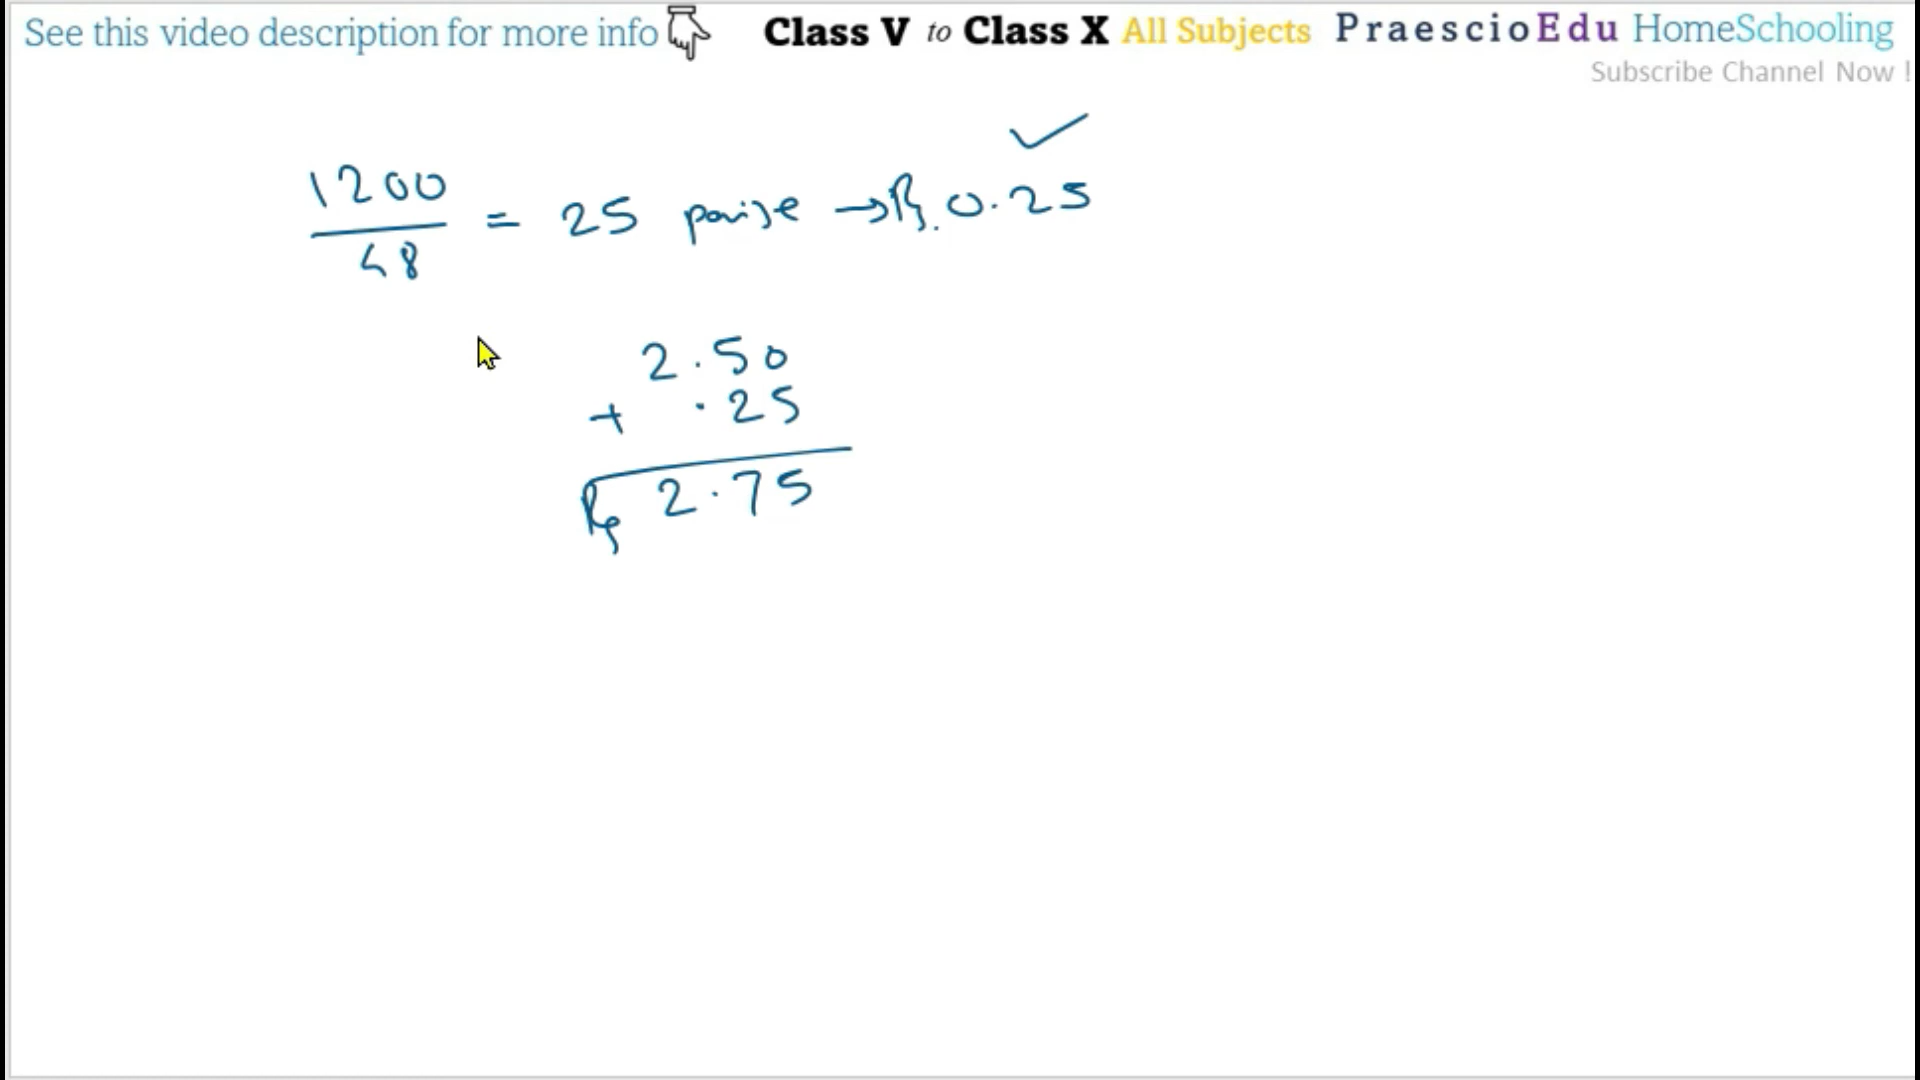 See this video description for more info Class V to Class X All Subjects PraescioEdu HomeSchooling
Subscribe Channel Now !
1200
48
= 25 paise → Rs. 0.25
2.50
+ .25
Rs 2.75